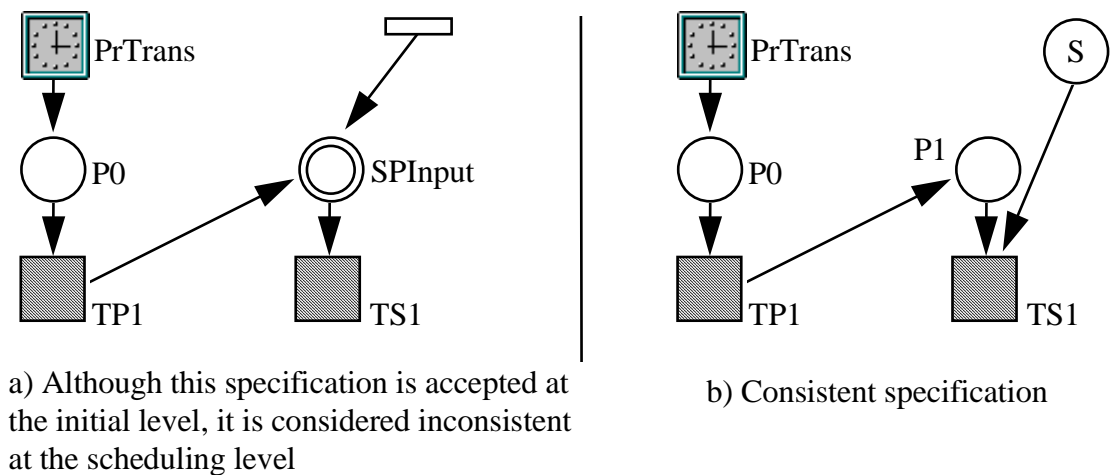 PrTrans
P0
SPInput
TP1
TS1
a) Although this specification is accepted at
the initial level, it is considered inconsistent
at the scheduling level
PrTrans
S
P0
P1
TP1
TS1
b) Consistent specification